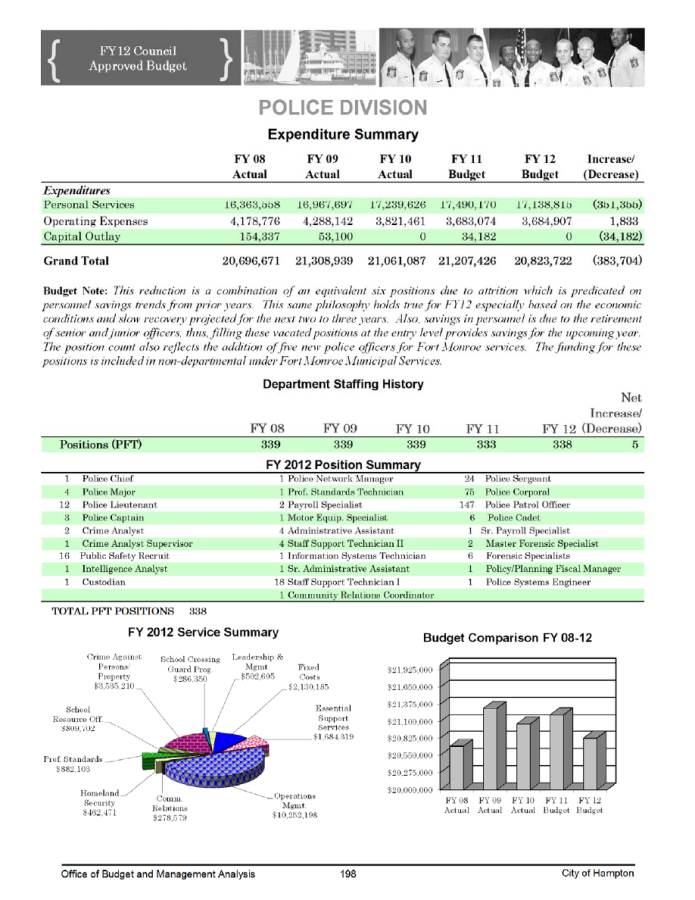 FY12 Council
Approved Budget
POLICE DIVISION
Expenditure Summary
FY 08 FY 09 FY 10 FY 11 FY 12 Increase/
Actual Actual Actual Budget Budget (Decrease)
Expenditures
Personal Services 16,363,558 16,967,697 17,239,626 17,490,170 17,138,815 (351,355)
Operating Expenses 4,178,776 4,288,142 3,821,461 3,683,074 3,684,907 1,833
Capital Outlay 154,337 53,100 0 34,182 0 (34,182)
Grand Total 20,696,671 21,308,939 21,061,087 21,207,426 20,823,722 (383,704)
Budget Note: This reduction is a combination of an equivalent six positions due to attrition which is predicated on
personnel savings trends from prior years. This same philosophy holds true for FY12 especially based on the economic
conditions and slow recovery projected for the next two to three years. Also, savings in personnel is due to the retirement
of senior and junior officers, thus, filling these vacated positions at the entry level provides savings for the upcoming year.
The position count also reflects the addition of five new police officers for Fort Monroe services. The funding for these
positions is included in non-departmental under Fort Monroe Municipal Services.
Department Staffing History
Net
Increase/
FY 08 FY 09 FY 10 FY 11 FY 12 (Decrease)
Positions (PFT) 339 339 339 333 338 5
FY 2012 Position Summary
1 Police Chief 1 Police Network Manager 24 Police Sergeant
4 Police Major 1 Prof. Standards Technician 75 Police Corporal
12 Police Lieutenant 2 Payroll Specialist 147 Police Patrol Officer
3 Police Captain 1 Motor Equip. Specialist 6 Police Cadet
2 Crime Analyst 4 Administrative Assistant 1 Sr. Payroll Specialist
1 Crime Analyst Supervisor 4 Staff Support Technician II 2 Master Forensic Specialist
16 Public Safety Recruit 1 Information Systems Technician 6 Forensic Specialists
1 Intelligence Analyst 1 Sr. Administrative Assistant 1 Policy/Planning Fiscal Manager
1 Custodian 18 Staff Support Technician I 1 Police Systems Engineer
1 Community Relations Coordinator
TOTAL PFT POSITIONS 338
FY 2012 Service Summary
Crime Against
Persons/
Property
$3,535,210
School Crossing
Guard Prog.
$286,350
Leadership &
Mgmt
$502,695
Fixed
Costs
$2,130,185
Essential
Support
Services
$1,684,319
Operations
Mgmt
$10,252,198
Comm.
Relations
$278,579
Homeland
Security
$462,471
Prof. Standards
$882,103
School
Resource Off.
$809,702
Budget Comparison FY 08-12
$21,925,000
$21,650,000
$21,375,000
$21,100,000
$20,825,000
$20,550,000
$20,275,000
$20,000,000
FY 08 FY 09 FY 10 FY 11 FY 12
Actual Actual Actual Budget Budget
Office of Budget and Management Analysis 198 City of Hampton